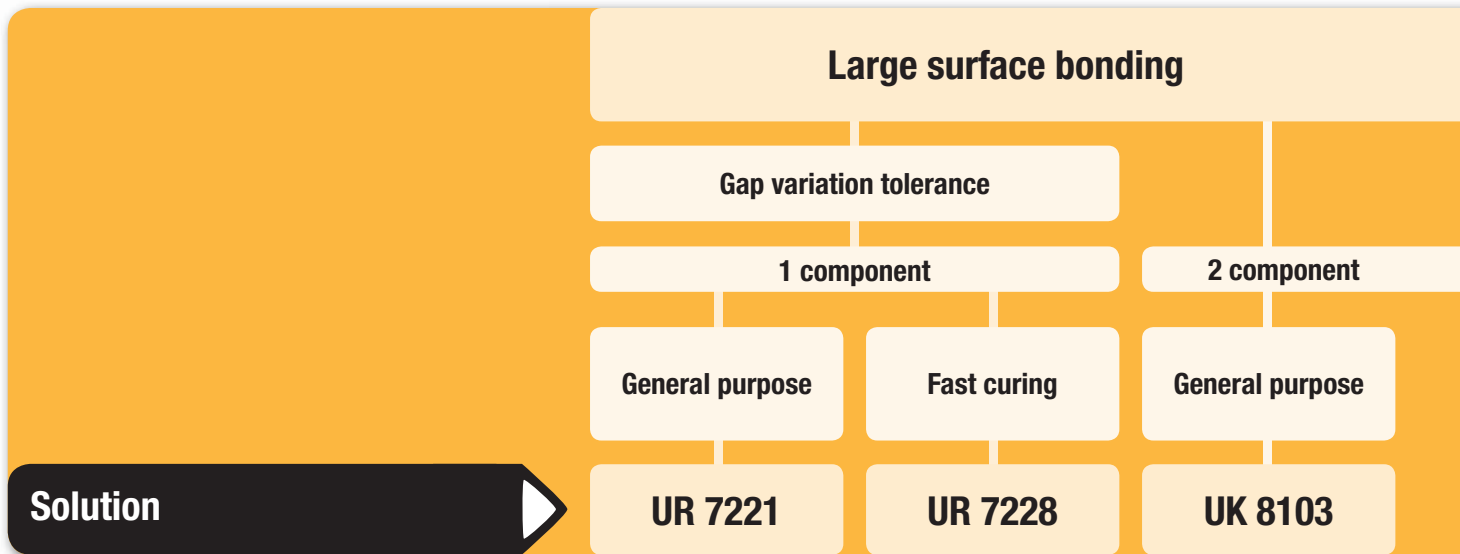 Large surface bonding
Gap variation tolerance
1 component
2 component
General purpose
Fast curing
General purpose
Solution
UR 7221
UR 7228
UK 8103